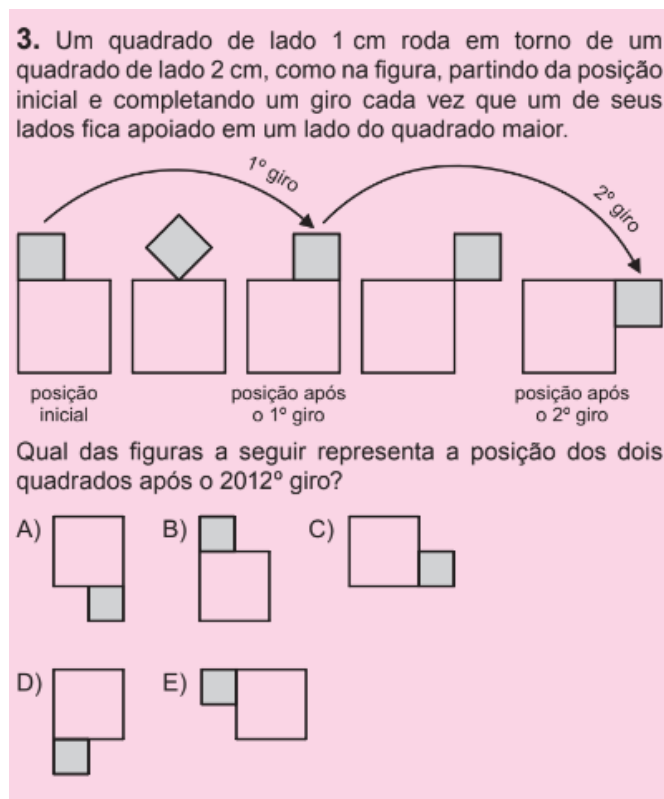 3. Um quadrado de lado 1 cm roda em torno de um
quadrado de lado 2 cm, como na figura, partindo da posição
inicial e completando um giro cada vez que um de seus
lados fica apoiado em um lado do quadrado maior.
1º giro
2º giro
posição
inicial
posição após
o 1º giro
posição após
o 2º giro
Qual das figuras a seguir representa a posição dos dois
quadrados após o 2012º giro?
A)
B)
C)
D)
E)